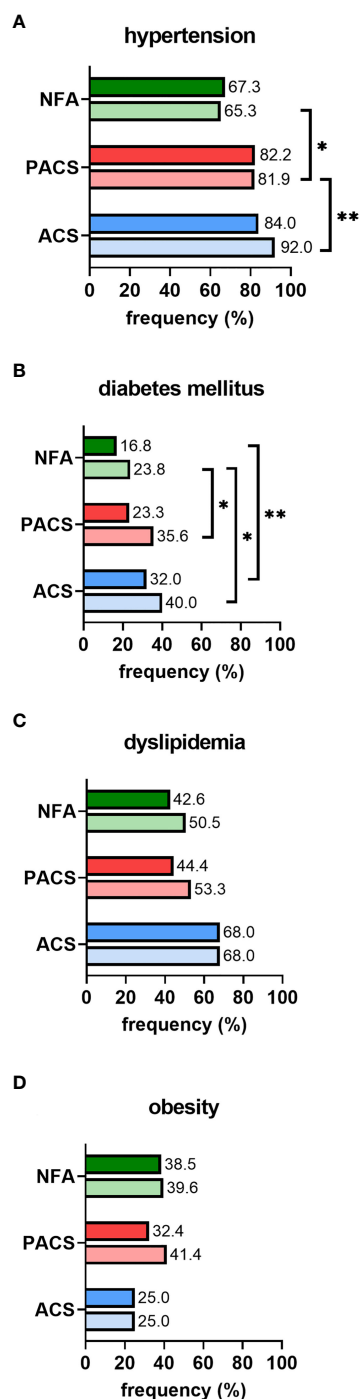 A
hypertension
NFA
67.3
65.3
*
PACS
82.2
81.9
**
ACS
84.0
92.0
0 20 40 60 80 100
frequency (%)
B
diabetes mellitus
NFA
16.8
23.8
PACS
23.3
35.6
* * **
ACS
32.0
40.0
0 20 40 60 80 100
frequency (%)
C
dyslipidemia
NFA
42.6
50.5
PACS
44.4
53.3
ACS
68.0
68.0
0 20 40 60 80 100
frequency (%)
D
obesity
NFA
38.5
39.6
PACS
32.4
41.4
ACS
25.0
25.0
0 20 40 60 80 100
frequency (%)